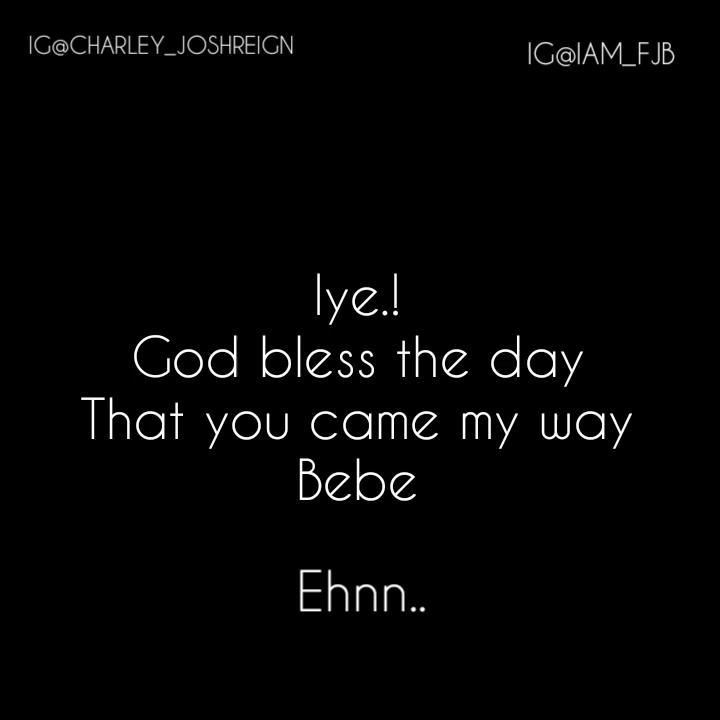 IG@CHARLEY_JOSHREIGN
IG@IAM_FJB
Iye.!
God bless the day
That you came my way
Bebe
Ehnn..